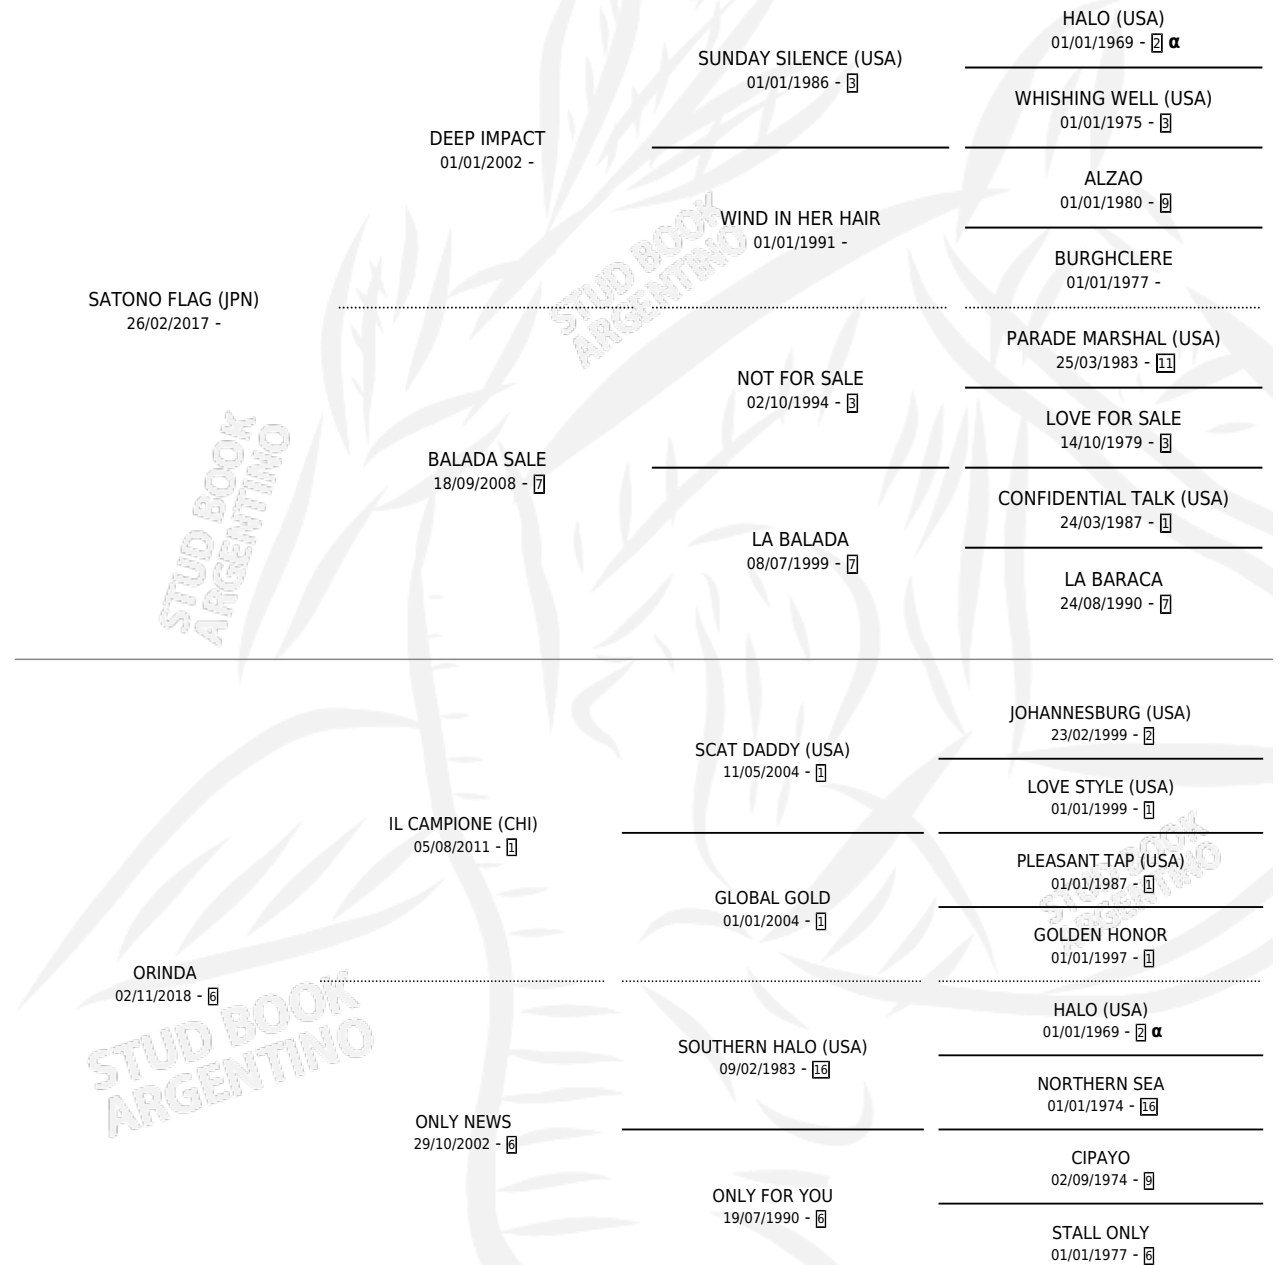 HALO (USA)
01/01/1969 - 2 α
SUNDAY SILENCE (USA)
01/01/1986 - 3
WHISHING WELL (USA)
01/01/1975 - 3
DEEP IMPACT
01/01/2002 -
ALZAO
01/01/1980 - 9
WIND IN HER HAIR
01/01/1991 -
BURGHCLERE
01/01/1977 -
SATONO FLAG (JPN)
26/02/2017 -
PARADE MARSHAL (USA)
25/03/1983 - 11
NOT FOR SALE
02/10/1994 - 3
LOVE FOR SALE
14/10/1979 - 3
BALADA SALE
18/09/2008 - 7
CONFIDENTIAL TALK (USA)
24/03/1987 - 1
LA BALADA
08/07/1999 - 7
LA BARACA
24/08/1990 - 7
JOHANNESBURG (USA)
23/02/1999 - 2
SCAT DADDY (USA)
11/05/2004 - 1
LOVE STYLE (USA)
01/01/1999 - 1
IL CAMPIONE (CHI)
05/08/2011 - 1
PLEASANT TAP (USA)
01/01/1987 - 1
GLOBAL GOLD
01/01/2004 - 1
GOLDEN HONOR
01/01/1997 - 1
ORINDA
02/11/2018 - 6
HALO (USA)
01/01/1969 - 2 α
SOUTHERN HALO (USA)
09/02/1983 - 16
NORTHERN SEA
01/01/1974 - 16
ONLY NEWS
29/10/2002 - 6
CIPAYO
02/09/1974 - 9
ONLY FOR YOU
19/07/1990 - 6
STALL ONLY
01/01/1977 - 6
STUD BOOK
ARGENTINO
STUD BOOK
ARGENTINO
STUD BOOK
ARGENTINO
STUD BOOK
ARGENTINO